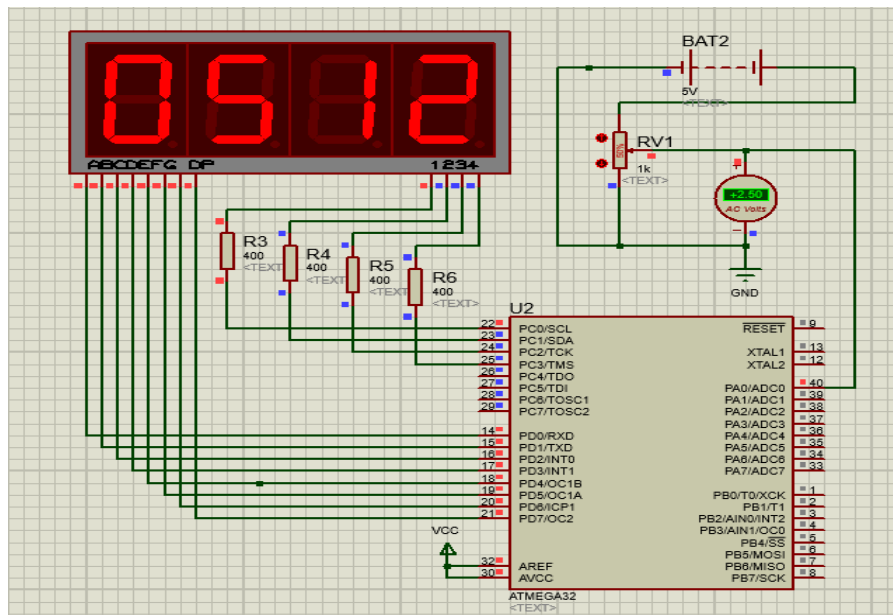 0512
ABCDEFG DP
1234
BAT2
5V
<TEXT>
RV1
50%
1k
<TEXT>
+2.50
AC Volts
GND
R3
400
<TEXT
R4
400
<TEXT
R5
400
<TEXT
R6
400
<TEXT>
U2
22 PC0/SCL
23 PC1/SDA
24 PC2/TCK
25 PC3/TMS
26 PC4/TDO
27 PC5/TDI
28 PC6/TOSC1
29 PC7/TOSC2
14 PD0/RXD
15 PD1/TXD
16 PD2/INT0
17 PD3/INT1
18 PD4/OC1B
19 PD5/OC1A
20 PD6/ICP1
21 PD7/OC2
VCC
32 AREF
30 AVCC
RESET 9
XTAL1 13
XTAL2 12
PA0/ADC0 40
PA1/ADC1 39
PA2/ADC2 38
PA3/ADC3 37
PA4/ADC4 36
PA5/ADC5 35
PA6/ADC6 34
PA7/ADC7 33
PB0/T0/XCK 1
PB1/T1 2
PB2/AIN0/INT2 3
PB3/AIN1/OC0 4
PB4/SS 5
PB5/MOSI 6
PB6/MISO 7
PB7/SCK 8
ATMEGA32
<TEXT>